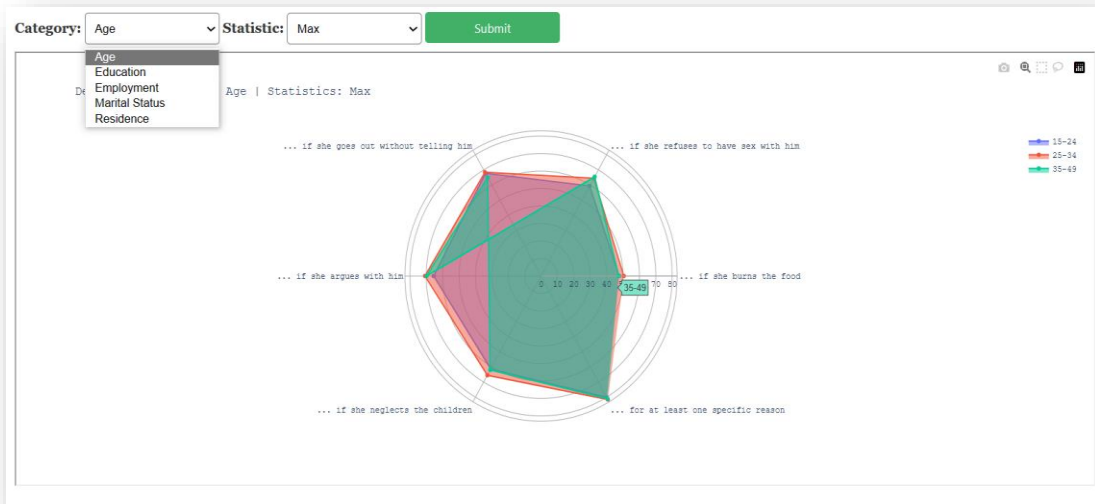 Category: Age Statistic: Max Submit
Age
Education
Employment
Marital Status
Residence
De Age | Statistics: Max
... if she goes out without telling him
... if she refuses to have sex with him
15-24
25-34
35-49
... if she argues with him
... if she burns the food
0 10 20 30 40 70 80
35-49
... if she neglects the children
... for at least one specific reason